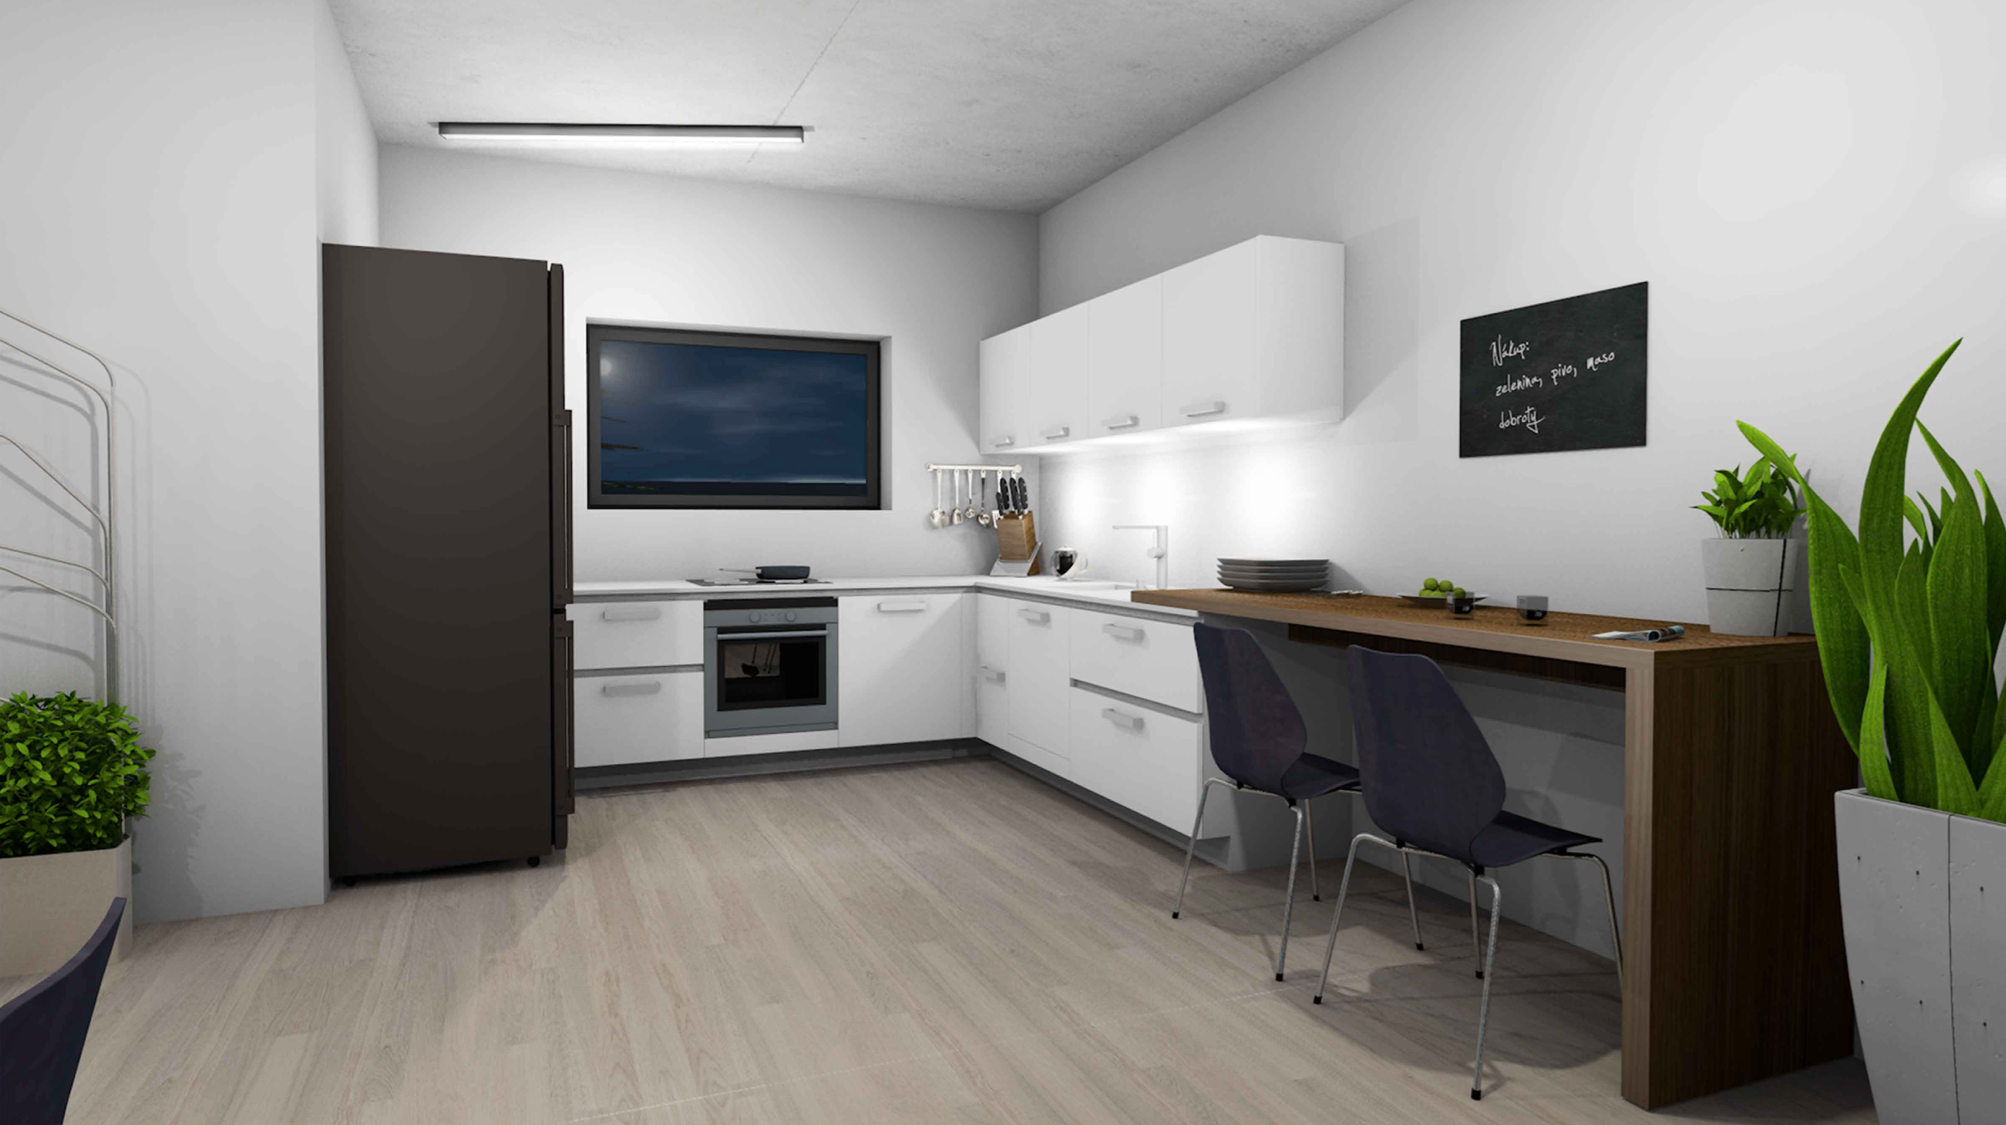 Nákup:
zelenina, pivo, maso
dobroty